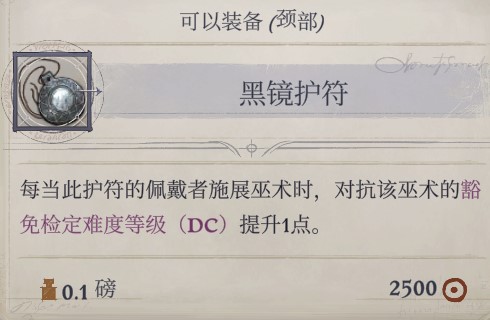 可以装备 (颈部)
黑镜护符
每当此护符的佩戴者施展巫术时，对抗该巫术的豁
免检定难度等级（DC）提升1点。
0.1 磅
2500